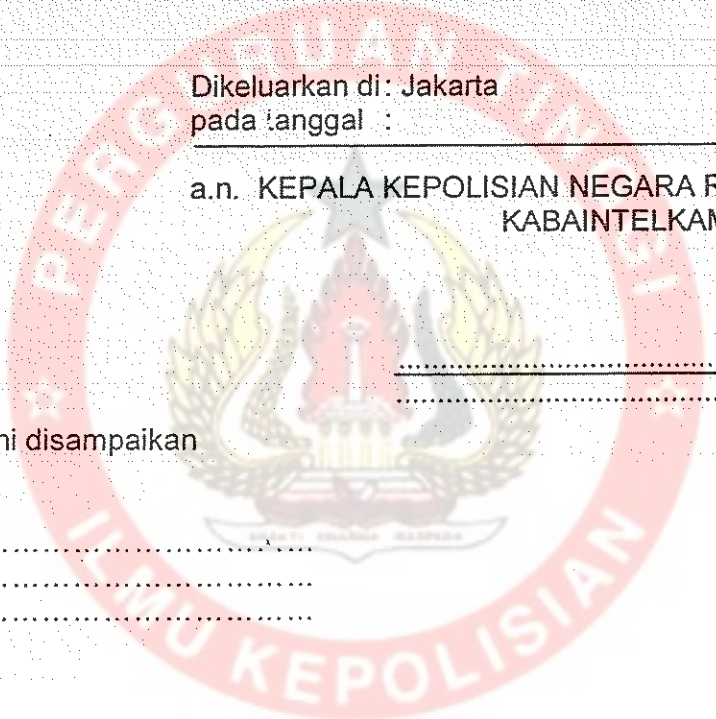 PERGURUAN TINGGI
Dikeluarkan di : Jakarta
pada tanggal :
a.n. KEPALA KEPOLISIAN NEGARA R
KABAINTELKAM
..............................
..............................
ni disampaikan
..............................
..............................
..............................
ILMU KEPOLISIAN